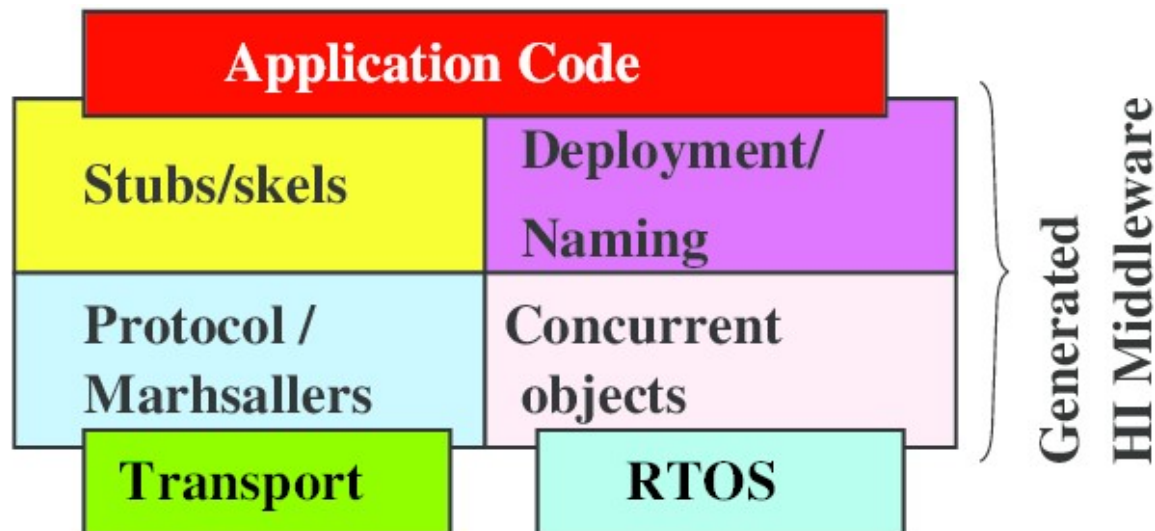 Application Code
Stubs/skels
Deployment/
Naming
Protocol /
Marhsallers
Concurrent
objects
Transport
RTOS
Generated
HI Middleware